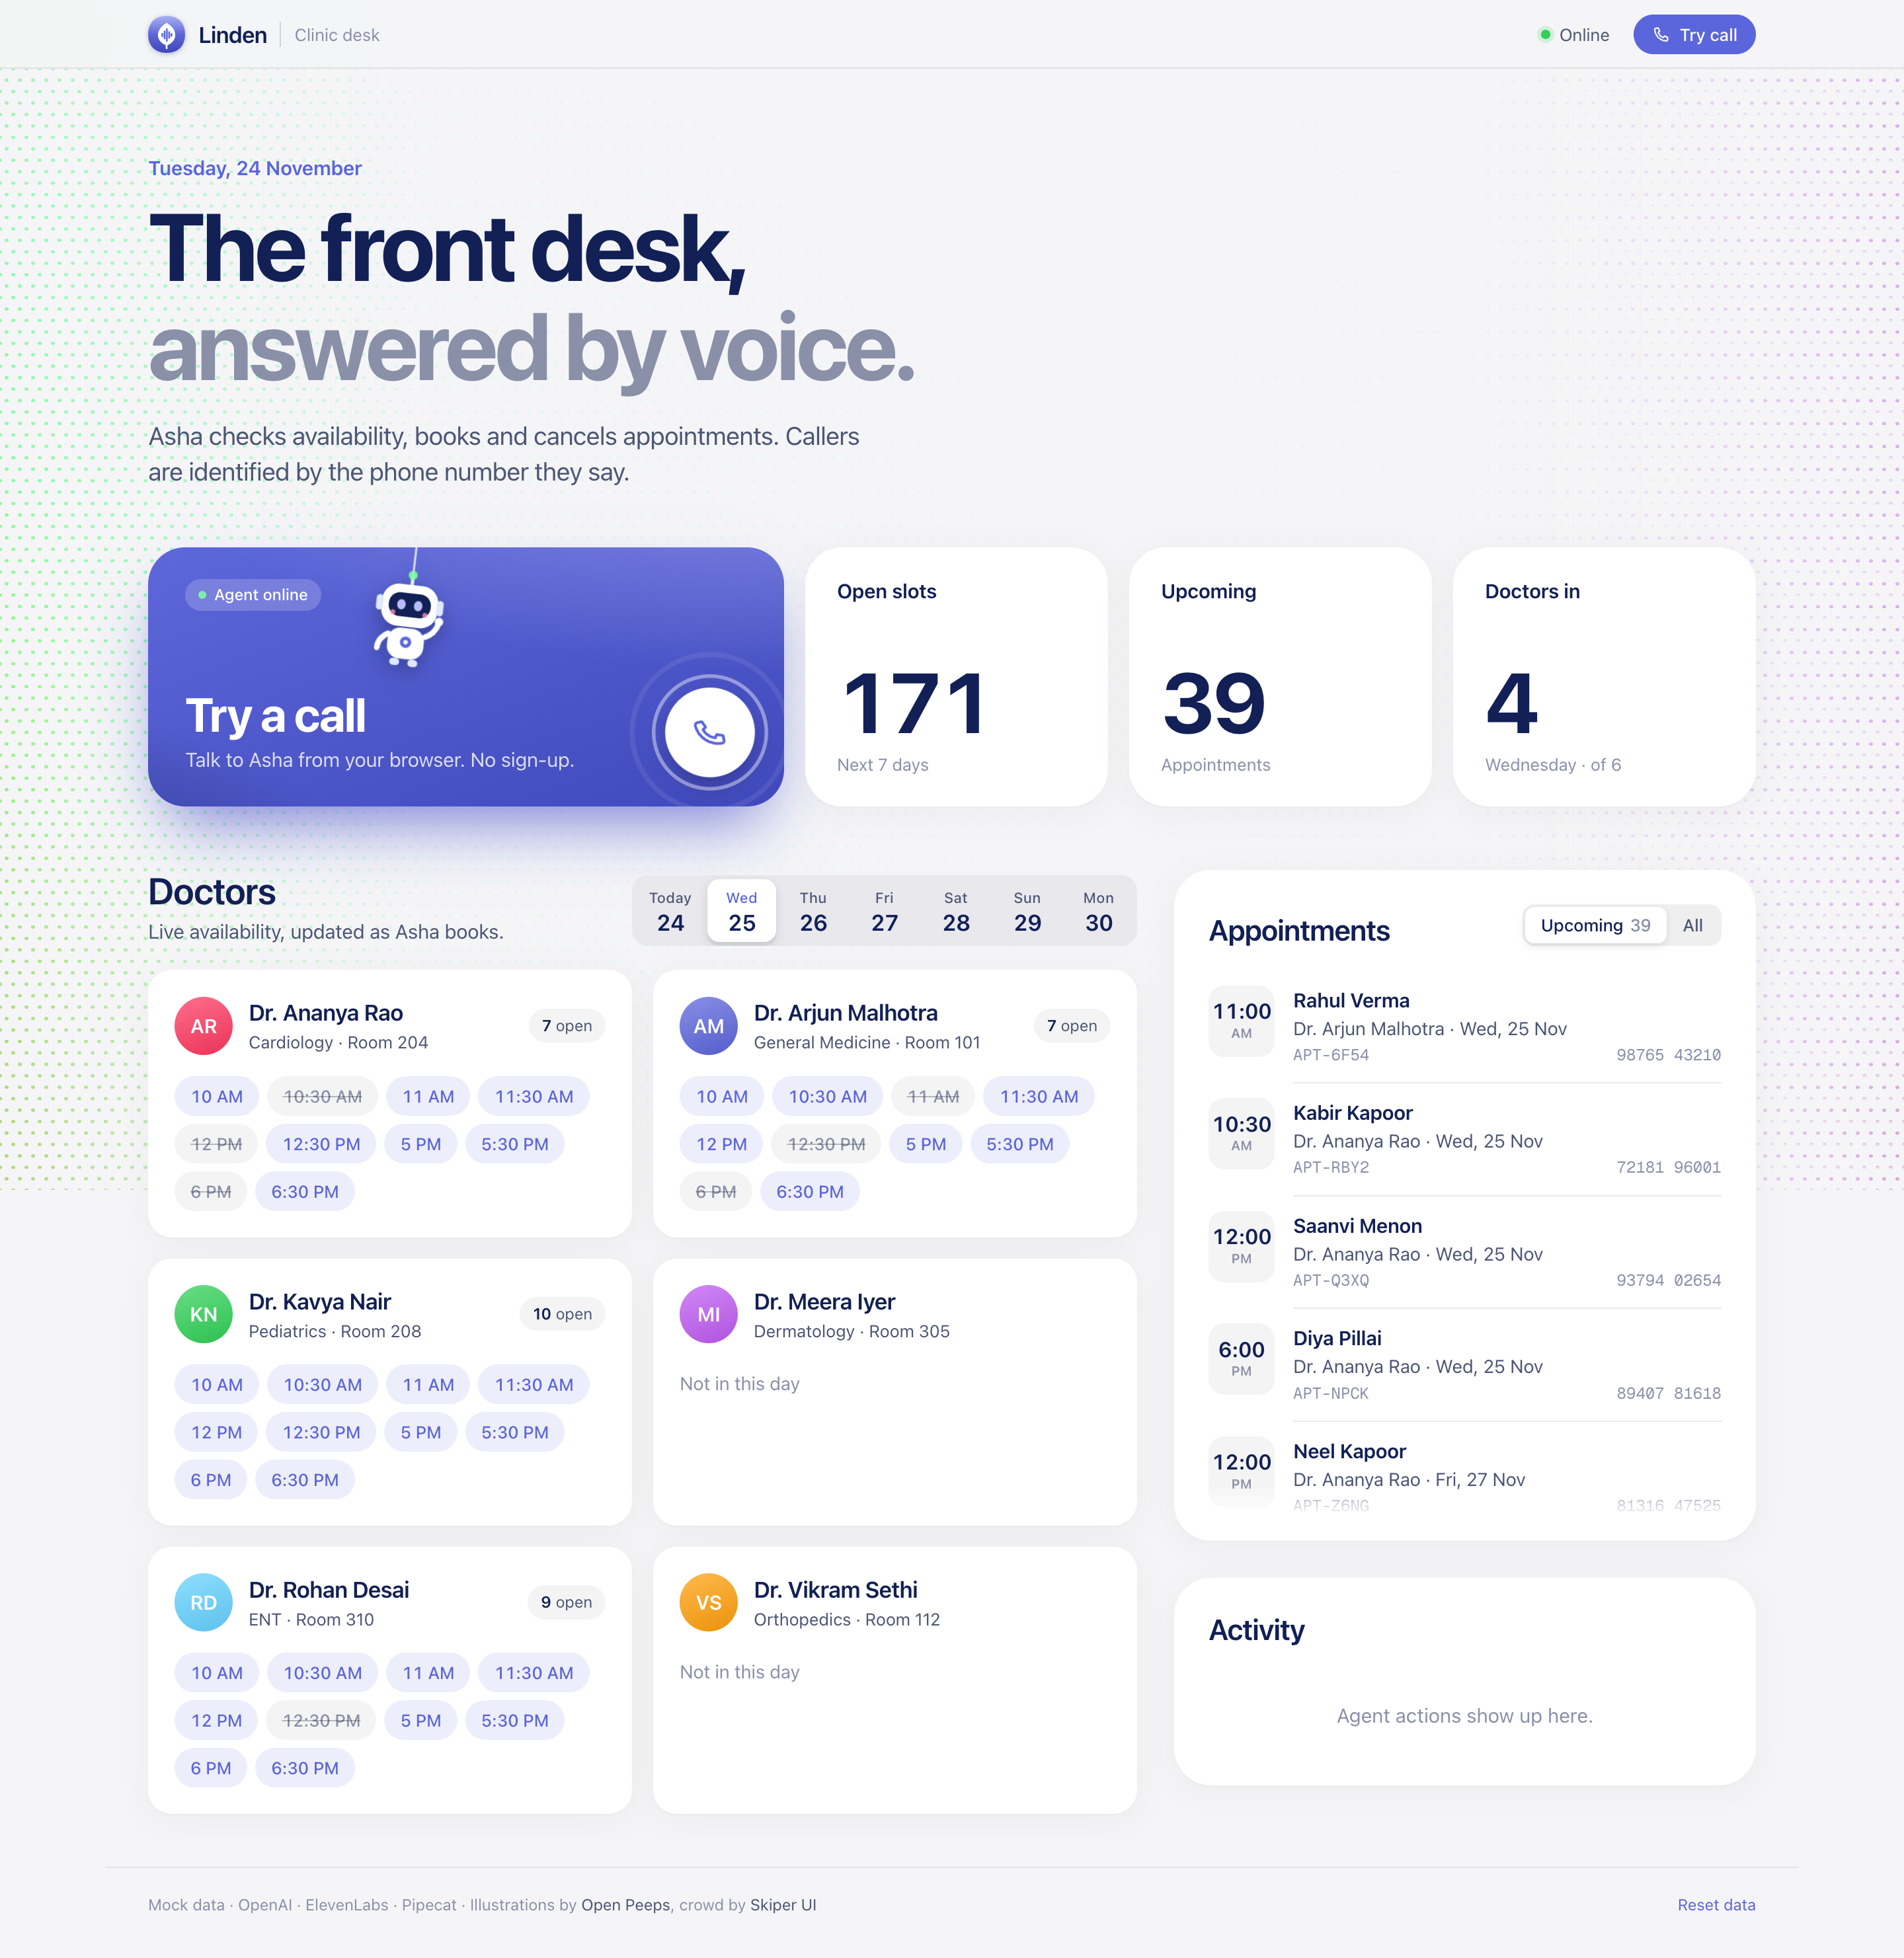 Linden
Clinic desk
Online
Try call
Tuesday, 24 November
The front desk,
answered by voice.
Asha checks availability, books and cancels appointments. Callers
are identified by the phone number they say.
Agent online
Try a call
Talk to Asha from your browser. No sign-up.
Open slots
171
Next 7 days
Upcoming
39
Appointments
Doctors in
4
Wednesday · of 6
Doctors
Live availability, updated as Asha books.
Today Wed Thu Fri Sat Sun Mon
24 25 26 27 28 29 30
AR
Dr. Ananya Rao
Cardiology · Room 204
7 open
10 AM 10:30 AM 11 AM 11:30 AM
12 PM 12:30 PM 5 PM 5:30 PM
6 PM 6:30 PM
AM
Dr. Arjun Malhotra
General Medicine · Room 101
7 open
10 AM 10:30 AM 11 AM 11:30 AM
12 PM 12:30 PM 5 PM 5:30 PM
6 PM 6:30 PM
KN
Dr. Kavya Nair
Pediatrics · Room 208
10 open
10 AM 10:30 AM 11 AM 11:30 AM
12 PM 12:30 PM 5 PM 5:30 PM
6 PM 6:30 PM
MI
Dr. Meera Iyer
Dermatology · Room 305
Not in this day
RD
Dr. Rohan Desai
ENT · Room 310
9 open
10 AM 10:30 AM 11 AM 11:30 AM
12 PM 12:30 PM 5 PM 5:30 PM
6 PM 6:30 PM
VS
Dr. Vikram Sethi
Orthopedics · Room 112
Not in this day
Appointments
Upcoming 39 All
11:00 AM
Rahul Verma
Dr. Arjun Malhotra · Wed, 25 Nov
APT-6F54 98765 43210
10:30 AM
Kabir Kapoor
Dr. Ananya Rao · Wed, 25 Nov
APT-RBY2 72181 96001
12:00 PM
Saanvi Menon
Dr. Ananya Rao · Wed, 25 Nov
APT-Q3XQ 93794 02654
6:00 PM
Diya Pillai
Dr. Ananya Rao · Wed, 25 Nov
APT-NPCK 89407 81618
12:00 PM
Neel Kapoor
Dr. Ananya Rao · Fri, 27 Nov
APT-Z6NG 81316 47525
Activity
Agent actions show up here.
Mock data · OpenAI · ElevenLabs · Pipecat · Illustrations by Open Peeps, crowd by Skiper UI
Reset data